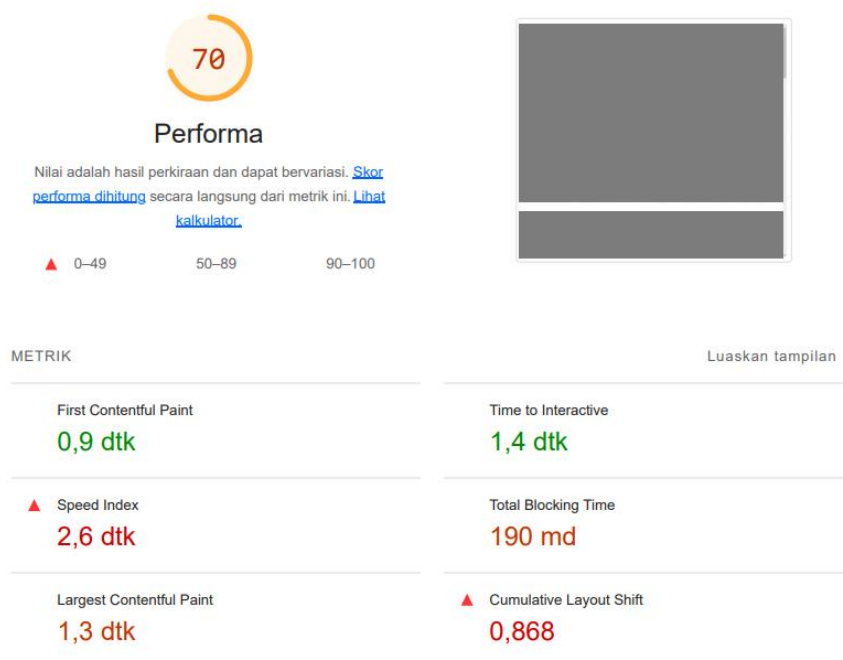 70
Performa
Nilai adalah hasil perkiraan dan dapat bervariasi. Skor
performa dihitung secara langsung dari metrik ini. Lihat
kalkulator.
0–49 50–89 90–100
METRIK Luaskan tampilan
First Contentful Paint
0,9 dtk
Time to Interactive
1,4 dtk
Speed Index
2,6 dtk
Total Blocking Time
190 md
Largest Contentful Paint
1,3 dtk
Cumulative Layout Shift
0,868